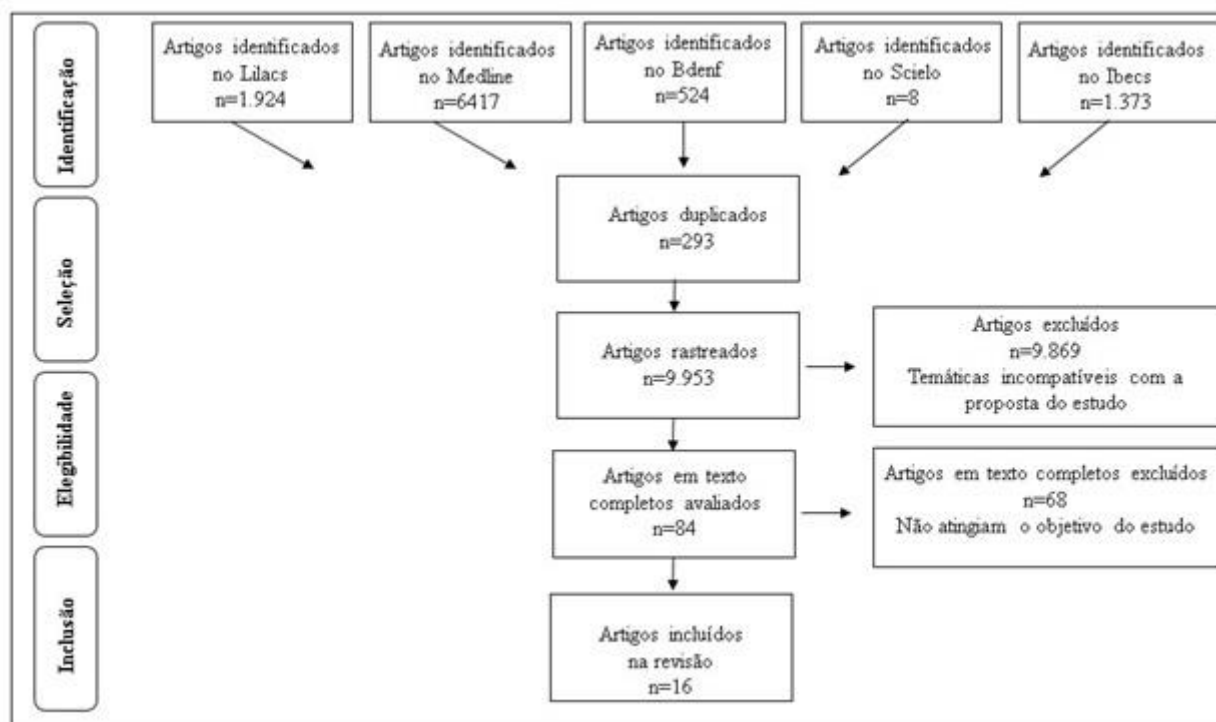 Identificação
Artigos identificados
no Lilacs
n=1.924
Artigos identificados
no Medline
n=6417
Artigos identificados
no Bdenf
n=524
Artigos identificados
no Scielo
n=8
Artigos identificados
no Ibecs
n=1.373
Seleção
Artigos duplicados
n=293
Artigos rastreados
n=9.953
Artigos excluídos
n=9.869
Temáticas incompatíveis com a
proposta do estudo
Elegibilidade
Artigos em texto
completos avaliados
n=84
Artigos em texto completos excluídos
n=68
Não atingiam o objetivo do estudo
Inclusão
Artigos incluídos
na revisão
n=16